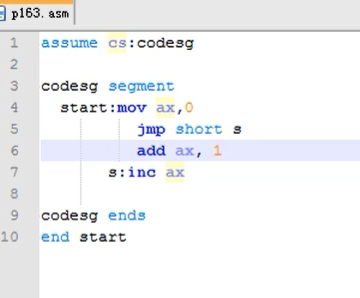 p163.asm
1 assume cs:codesg
2
3 codesg segment
4 start:mov ax,0
5 jmp short s
6 add ax, 1
7 s:inc ax
8
9 codesg ends
10 end start